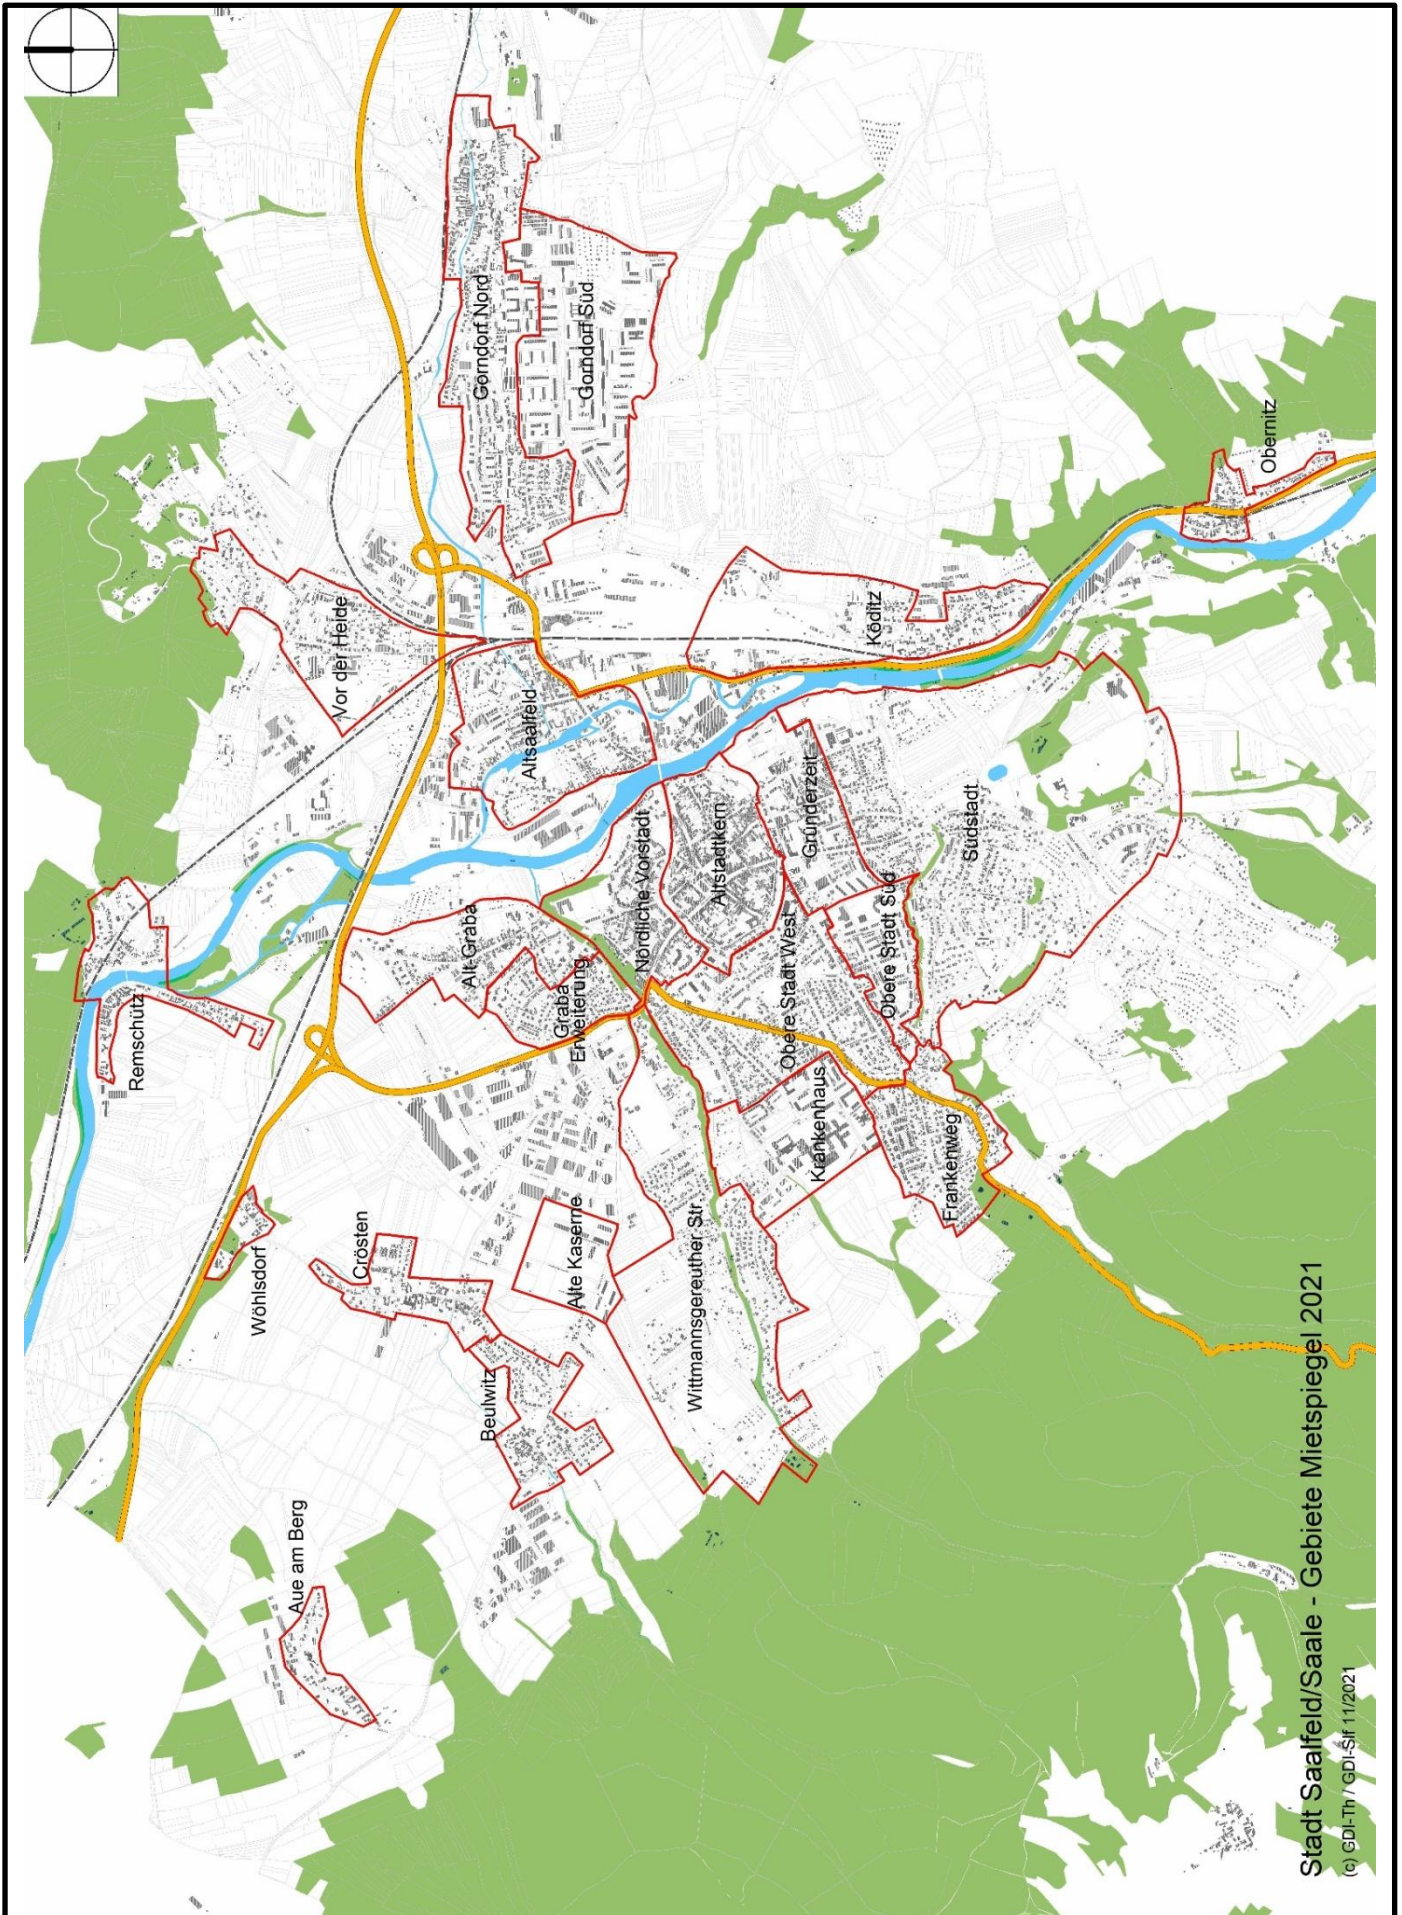 Remschütz
Wöhlsdorf
Crösten
Aue am Berg
Beulwitz
Alte Kaserne
Wittmannsgereuther Str.
Graba
Erweiterung
Alt Graba
Vor der Heide
Altsaalfeld
Nördliche Vorstadt
Altstadtkern
Gründerzeit
Obere Stadt West
Obere Stadt Süd
Krankenhaus
Frankenweg
Südstadt
Gorndorf Nord
Gorndorf Süd
Köditz
Obernitz
Stadt Saalfeld/Saale - Gebiete Mietspiegel 2021
(c) GDI-Th / GDI-Slf 11/2021